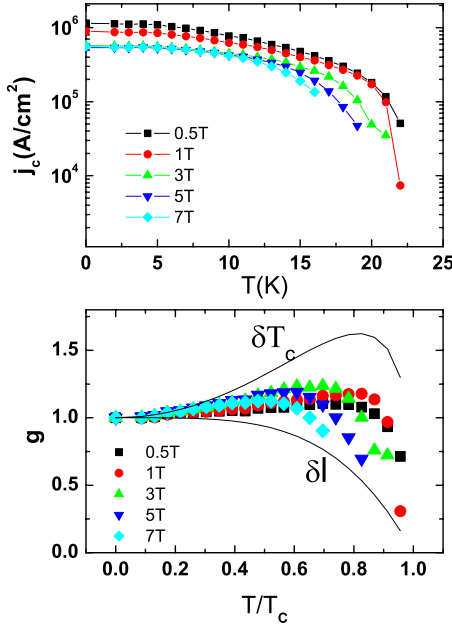 10^6
10^5
10^4
j_c(A/cm^2)
0.5T
1T
3T
5T
7T
0 5 10 15 20 25
T(K)
1.5
1.0
0.5
0.0
g
δT_c
δl
0.5T
1T
3T
5T
7T
0.0 0.2 0.4 0.6 0.8 1.0
T/T_c